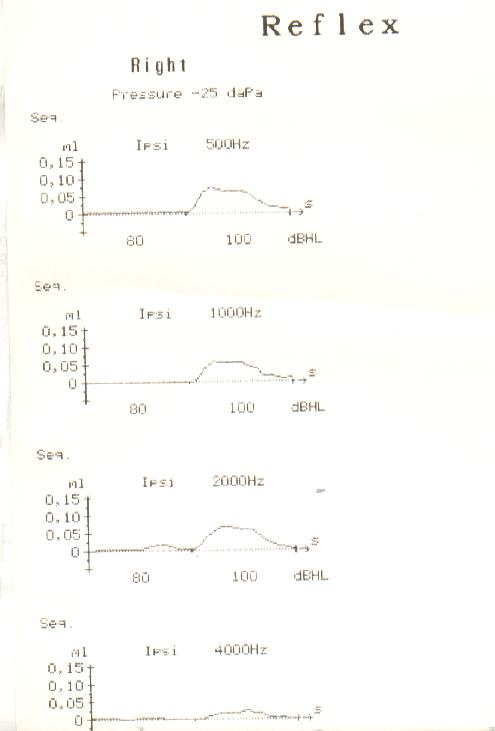 Reflex
Right
Pressure -25 daPa
Seq.
ml Ipsi 500Hz
0,15
0,10
0,05
0
s
80 100 dBHL
Seq.
ml Ipsi 1000Hz
0,15
0,10
0,05
0
s
80 100 dBHL
Seq.
ml Ipsi 2000Hz
0,15
0,10
0,05
0
s
80 100 dBHL
Seq.
ml Ipsi 4000Hz
0,15
0,10
0,05
0
s